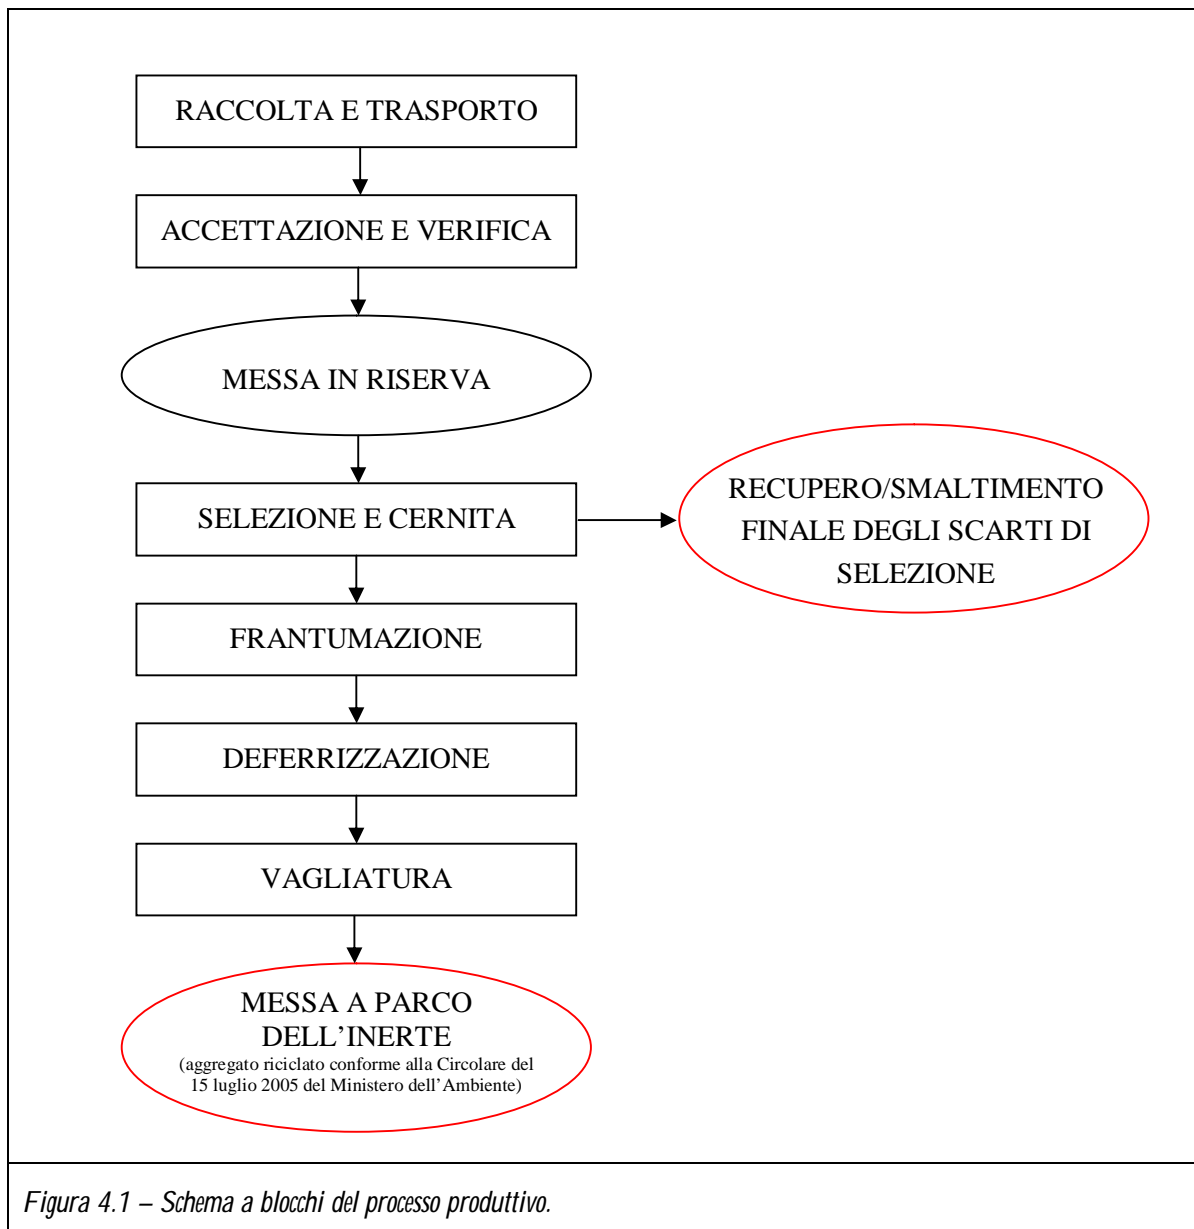 RACCOLTA E TRASPORTO
ACCETTAZIONE E VERIFICA
MESSA IN RISERVA
SELEZIONE E CERNITA
RECUPERO/SMALTIMENTO
FINALE DEGLI SCARTI DI
SELEZIONE
FRANTUMAZIONE
DEFERRIZZAZIONE
VAGLIATURA
MESSA A PARCO
DELL’INERTE
(aggregato riciclato conforme alla Circolare del
15 luglio 2005 del Ministero dell’Ambiente)
Figura 4.1 – Schema a blocchi del processo produttivo.